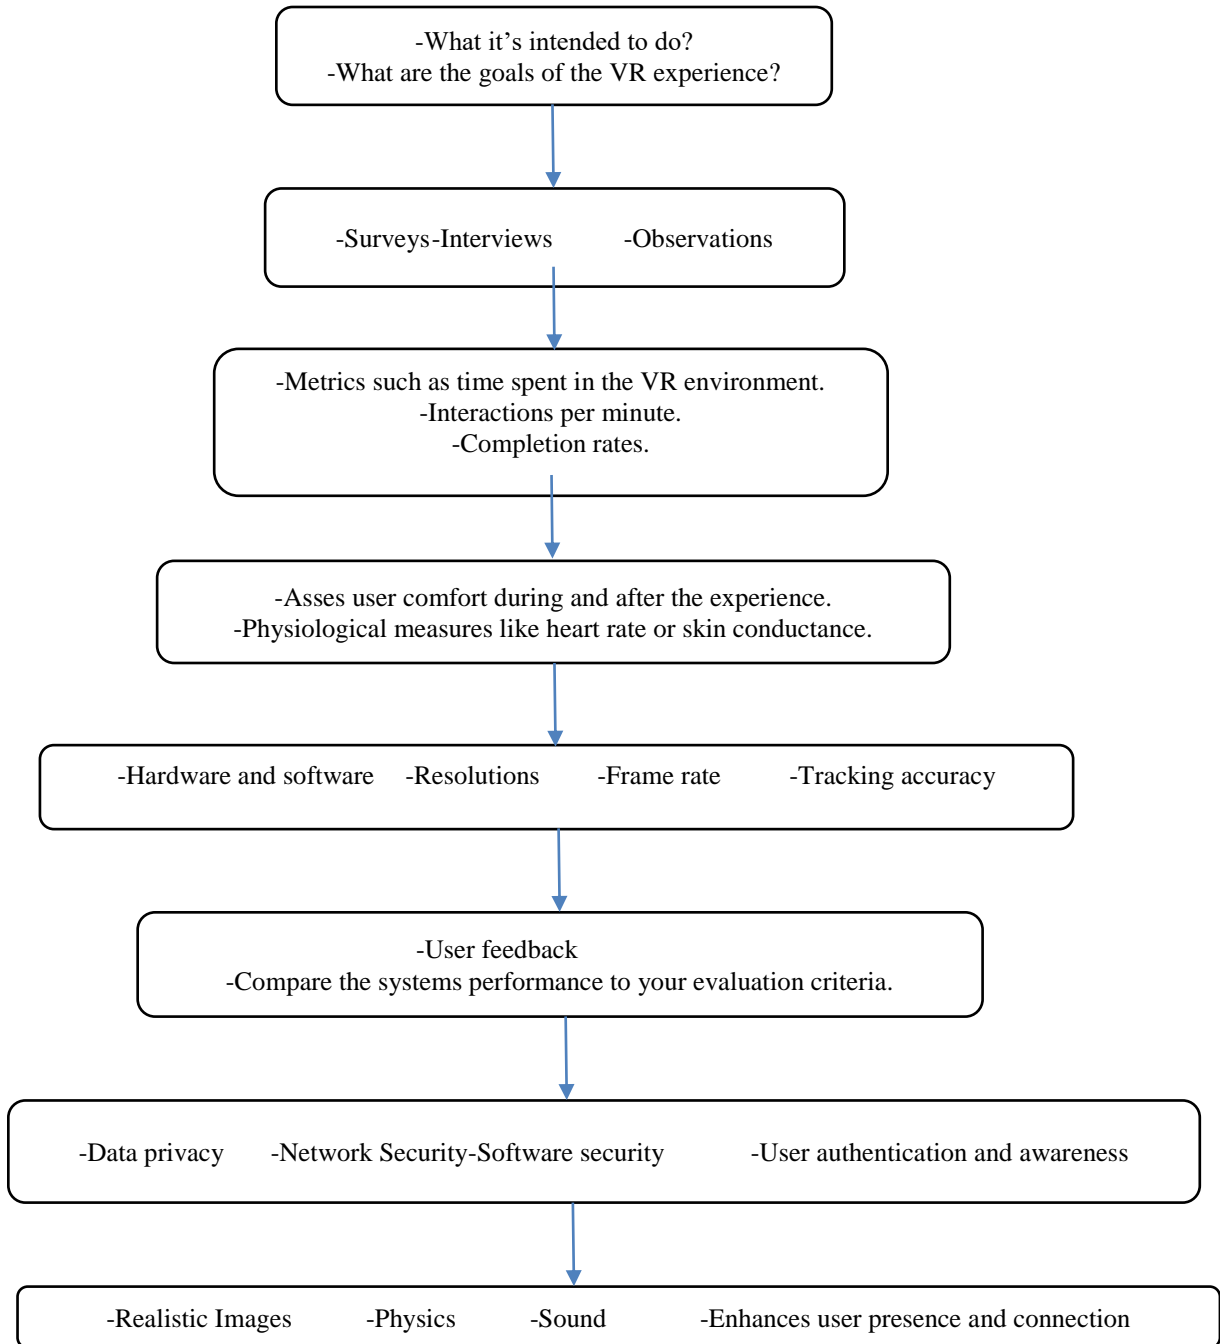 -What it’s intended to do?
-What are the goals of the VR experience?
-Surveys-Interviews -Observations
-Metrics such as time spent in the VR environment.
-Interactions per minute.
-Completion rates.
-Asses user comfort during and after the experience.
-Physiological measures like heart rate or skin conductance.
-Hardware and software -Resolutions -Frame rate -Tracking accuracy
-User feedback
-Compare the systems performance to your evaluation criteria.
-Data privacy -Network Security-Software security -User authentication and awareness
-Realistic Images -Physics -Sound -Enhances user presence and connection